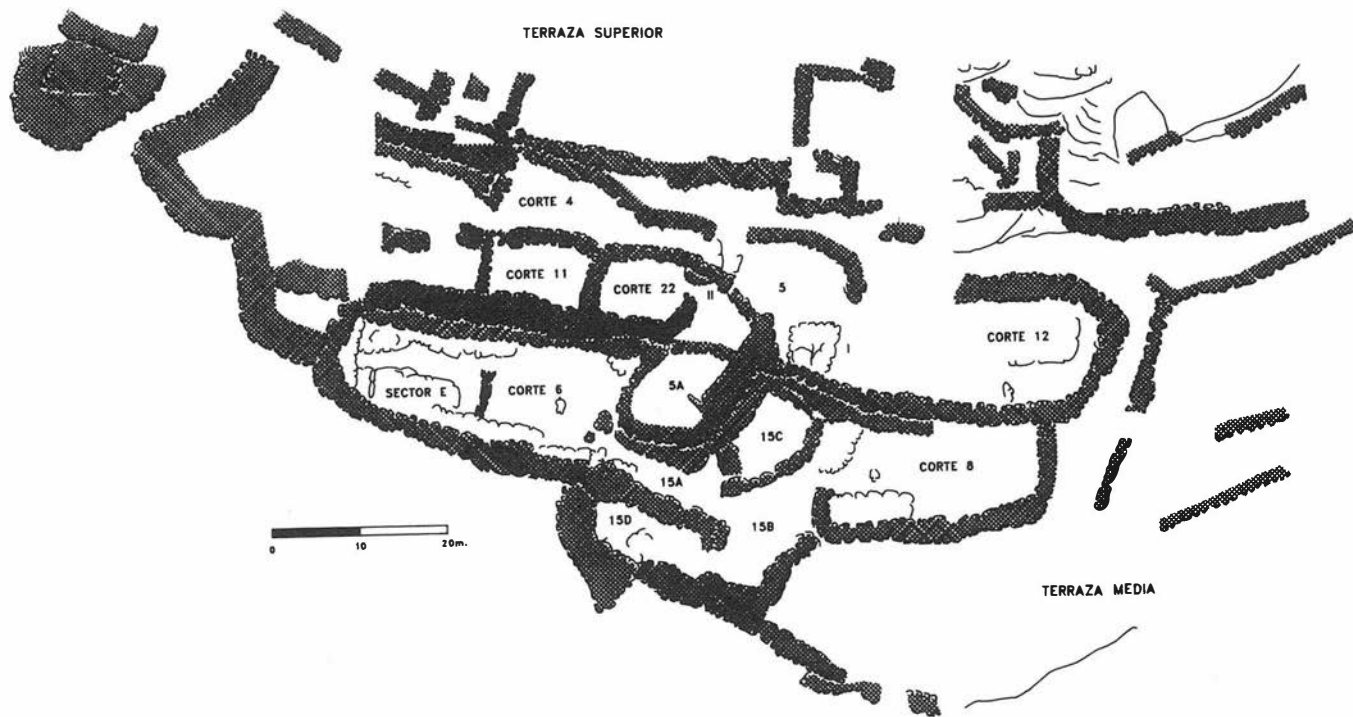 TERRAZA SUPERIOR
CORTE 4
CORTE 11
CORTE 22
II
5
I
CORTE 12
SECTOR E
CORTE 6
5A
15C
CORTE 8
15A
15D
15B
0 10 20m.
TERRAZA MEDIA